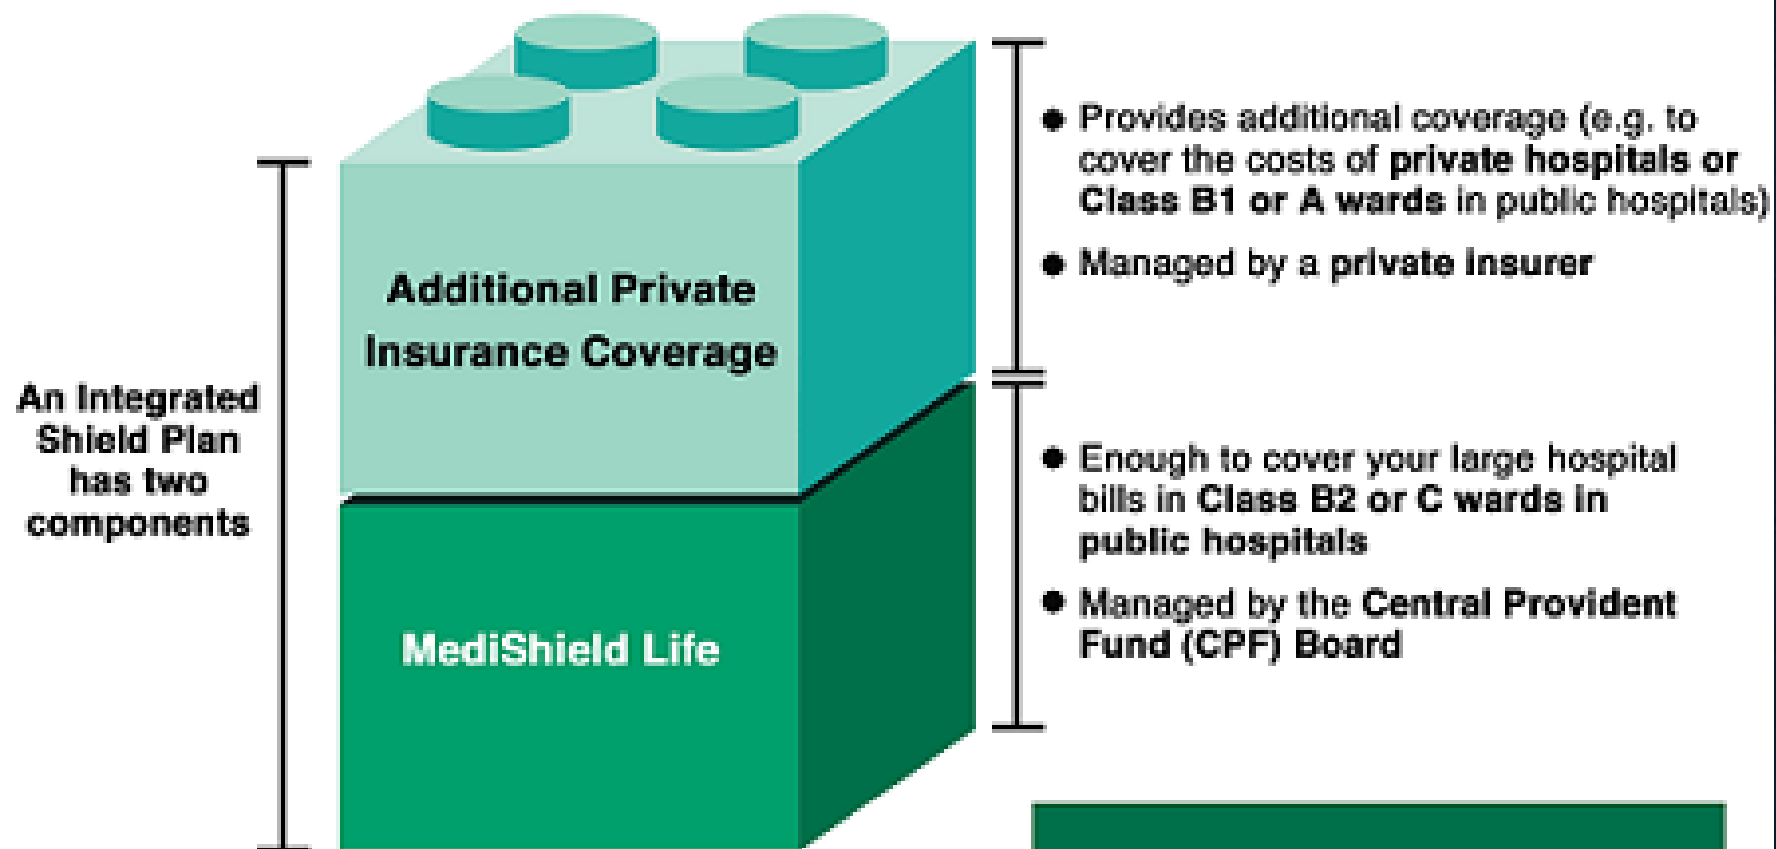 An Integrated
Shield Plan
has two
components
Additional Private
Insurance Coverage
MediShield Life
● Provides additional coverage (e.g. to
cover the costs of private hospitals or
Class B1 or A wards in public hospitals)
● Managed by a private insurer
● Enough to cover your large hospital
bills in Class B2 or C wards in
public hospitals
● Managed by the Central Provident
Fund (CPF) Board